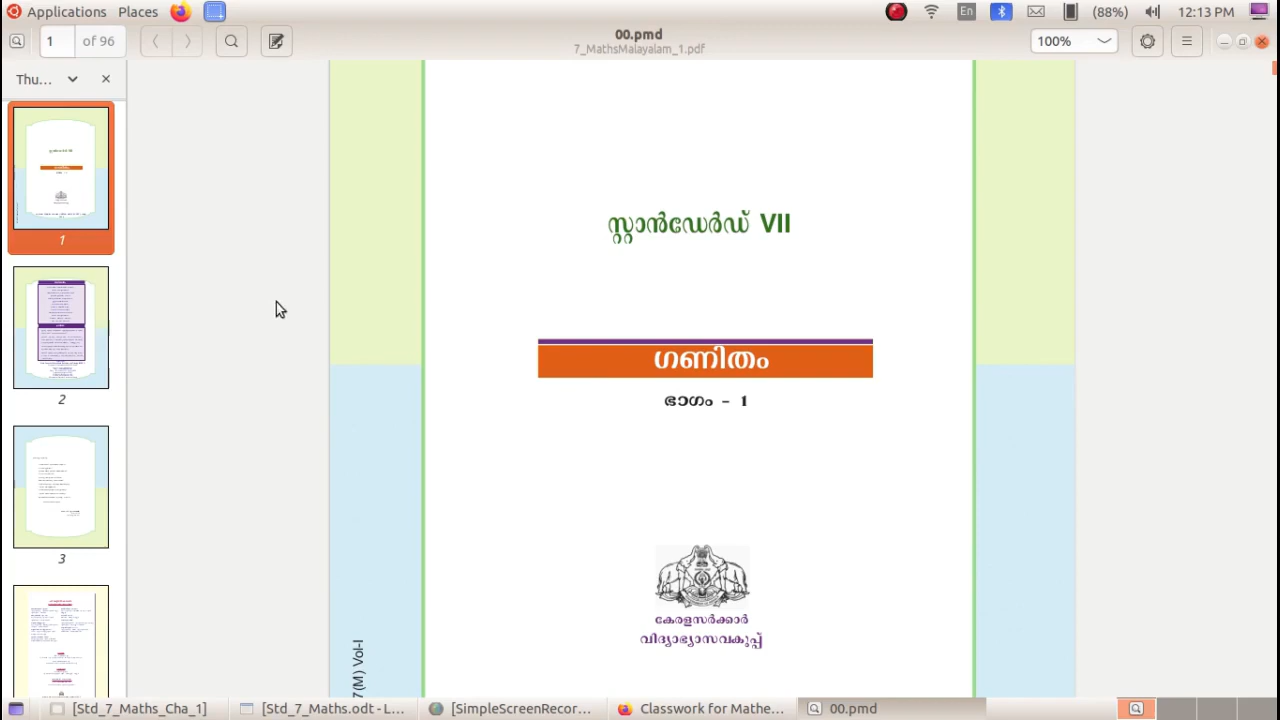 Applications Places
En
(88%)
12:13 PM
1 of 96
00.pmd
7_MathsMalayalam_1.pdf
100%
Thu...
1
2
3
സ്റ്റാൻഡേർഡ് VII
ഗണിതം
ഭാഗം - 1
കേരളസർക്കാർ
വിദ്യാഭ്യാസവകുപ്പ്
7(M) Vol-I
[Std_7_Maths_Cha_1]
[Std_7_Maths.odt - L...
[SimpleScreenRecor...
Classwork for Mathe...
00.pmd